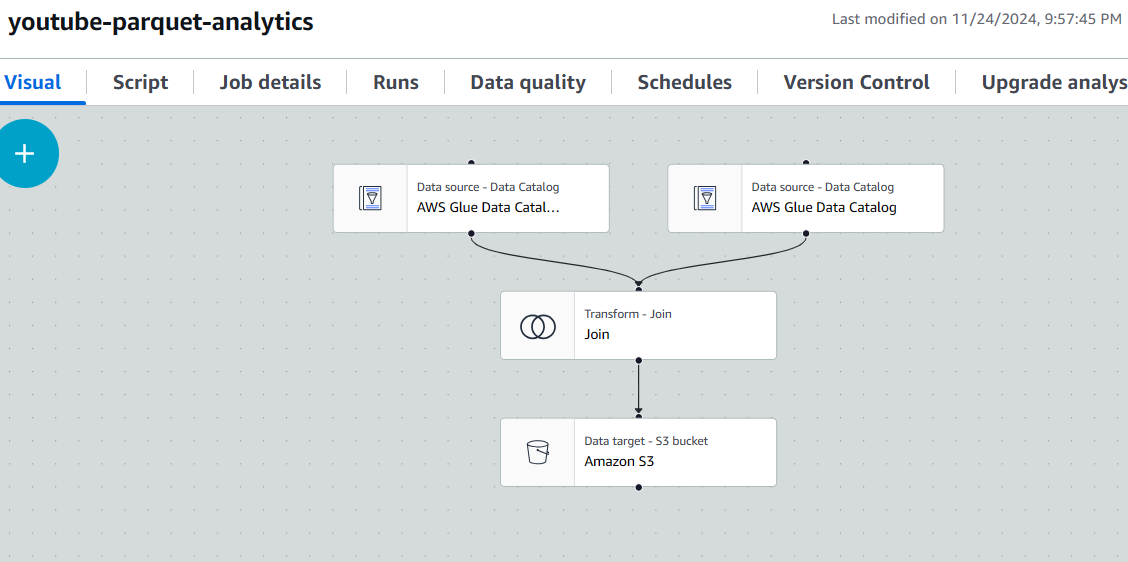 youtube-parquet-analytics
Last modified on 11/24/2024, 9:57:45 PM
Visual
Script
Job details
Runs
Data quality
Schedules
Version Control
Upgrade analys
Data source - Data Catalog
AWS Glue Data Catal...
Data source - Data Catalog
AWS Glue Data Catalog
Transform - Join
Join
Data target - S3 bucket
Amazon S3